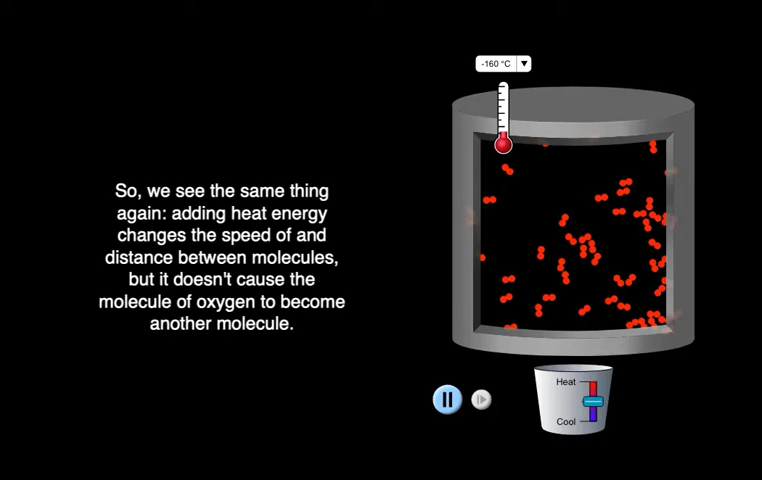 -160 °C
So, we see the same thing
again: adding heat energy
changes the speed of and
distance between molecules,
but it doesn't cause the
molecule of oxygen to become
another molecule.
Heat
Cool